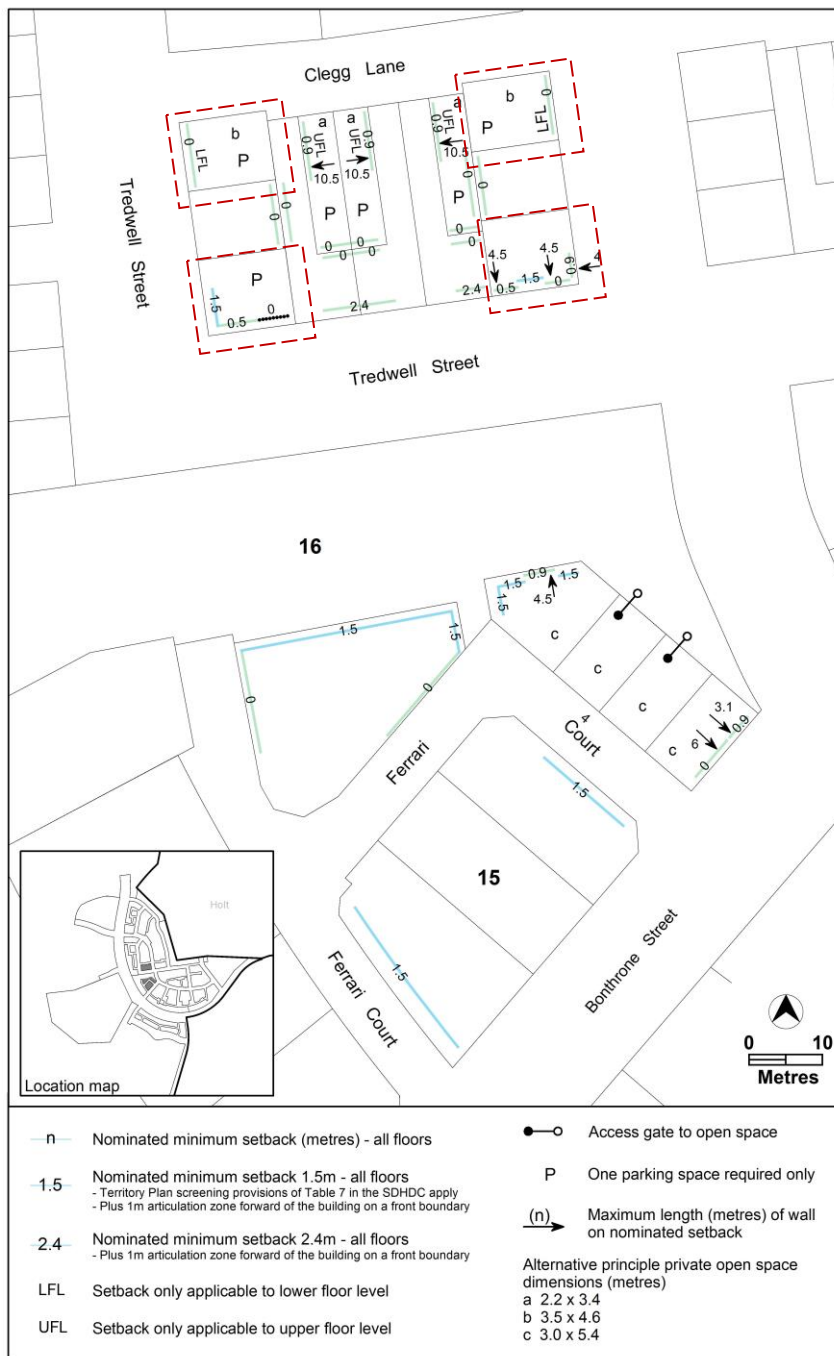 Clegg Lane
b
0
LFL
P
a
UFL
0.9
10.5
a
UFL
0.9
10.5
a
UFL
0.9
10.5
b
P
0
LFL
P
P
P
0
0
0
0
0
0
0
0
0
0
Tredwell Street
P
1.5
0.5
0
2.4
2.4
4.5
0.5
1.5
4.5
0
0.9
4
Tredwell Street
16
1.5
1.5
0
0
1.5
1.5
0.9
1.5
4.5
c
c
c
c
3.1
6
0.9
0
Ferrari
4
Court
1.5
15
1.5
Ferrari Court
Bonthrone Street
Holt
Location map
0 10
Metres
n Nominated minimum setback (metres) - all floors
1.5 Nominated minimum setback 1.5m - all floors
- Territory Plan screening provisions of Table 7 in the SDHDC apply
- Plus 1m articulation zone forward of the building on a front boundary
2.4 Nominated minimum setback 2.4m - all floors
- Plus 1m articulation zone forward of the building on a front boundary
LFL Setback only applicable to lower floor level
UFL Setback only applicable to upper floor level
Access gate to open space
P One parking space required only
(n) Maximum length (metres) of wall
on nominated setback
Alternative principle private open space
dimensions (metres)
a 2.2 x 3.4
b 3.5 x 4.6
c 3.0 x 5.4